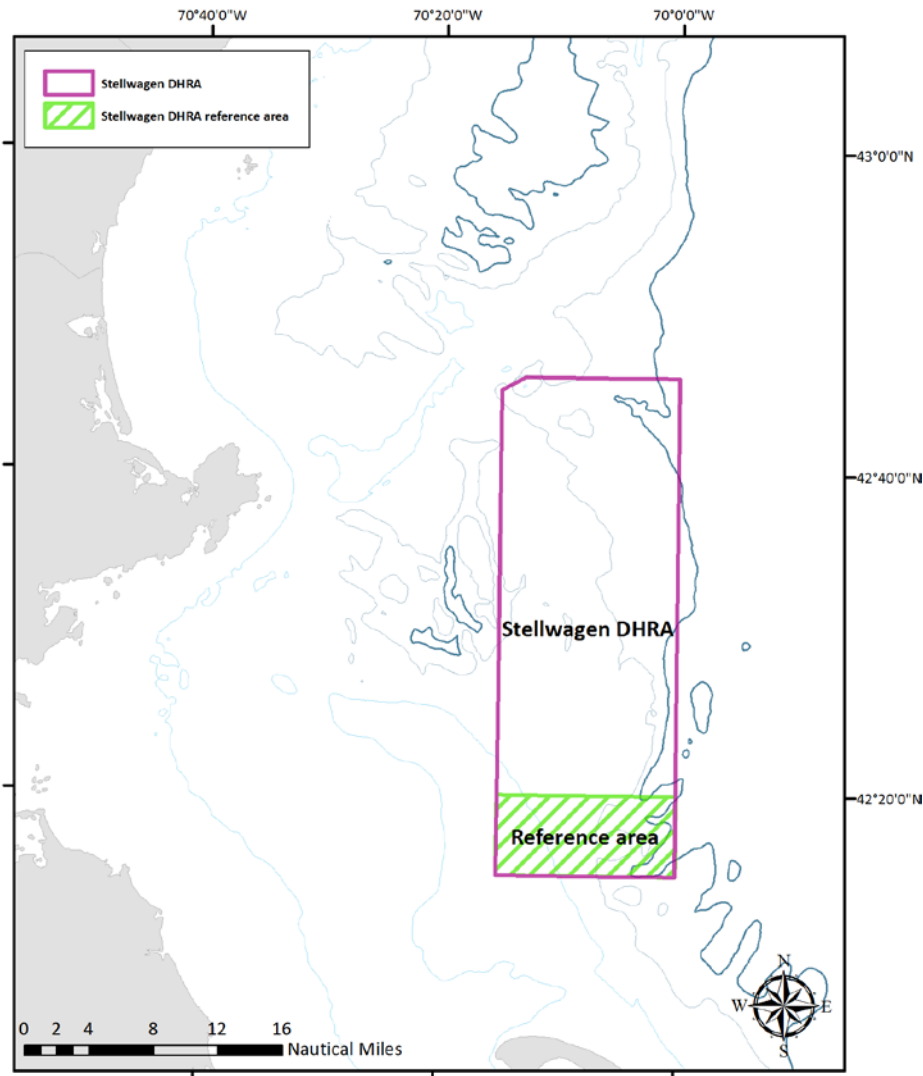 70°40'0"W 70°20'0"W 70°0'0"W
Stellwagen DHRA
Stellwagen DHRA reference area
43°0'0"N
42°40'0"N
Stellwagen DHRA
42°20'0"N
Reference area
N
W E
S
0 2 4 8 12 16
Nautical Miles